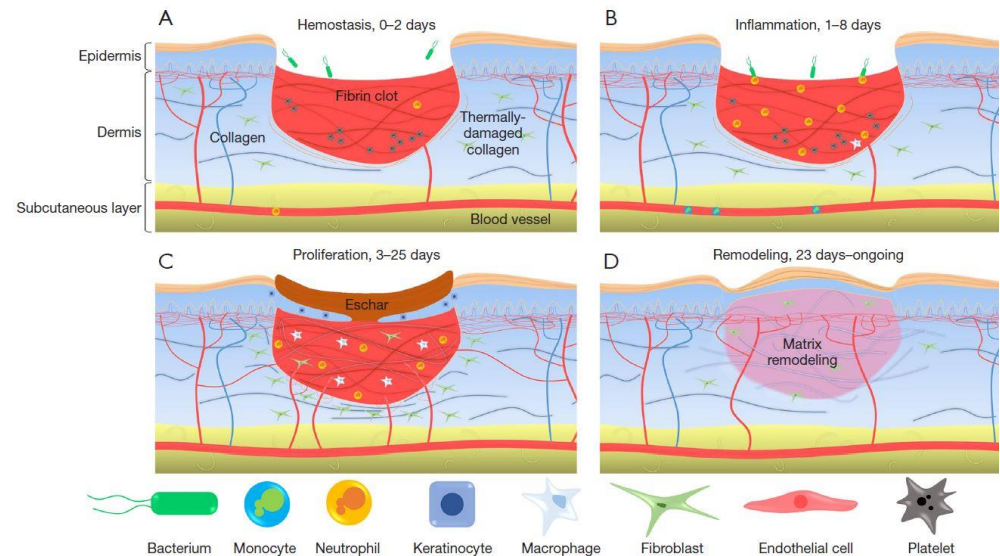 A
Hemostasis, 0–2 days
Epidermis
Dermis
Subcutaneous layer
Fibrin clot
Collagen
Thermally-
damaged
collagen
Blood vessel
B
Inflammation, 1–8 days
C
Proliferation, 3–25 days
Eschar
D
Remodeling, 23 days–ongoing
Matrix
remodeling
Bacterium
Monocyte
Neutrophil
Keratinocyte
Macrophage
Fibroblast
Endothelial cell
Platelet